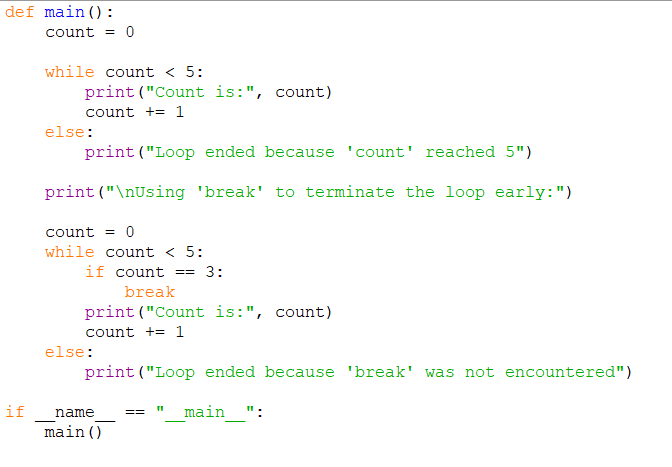 def main():
    count = 0

    while count < 5:
        print("Count is:", count)
        count += 1
    else:
        print("Loop ended because 'count' reached 5")

    print("\nUsing 'break' to terminate the loop early:")

    count = 0
    while count < 5:
        if count == 3:
            break
        print("Count is:", count)
        count += 1
    else:
        print("Loop ended because 'break' was not encountered")

if __name__ == "__main__":
    main()